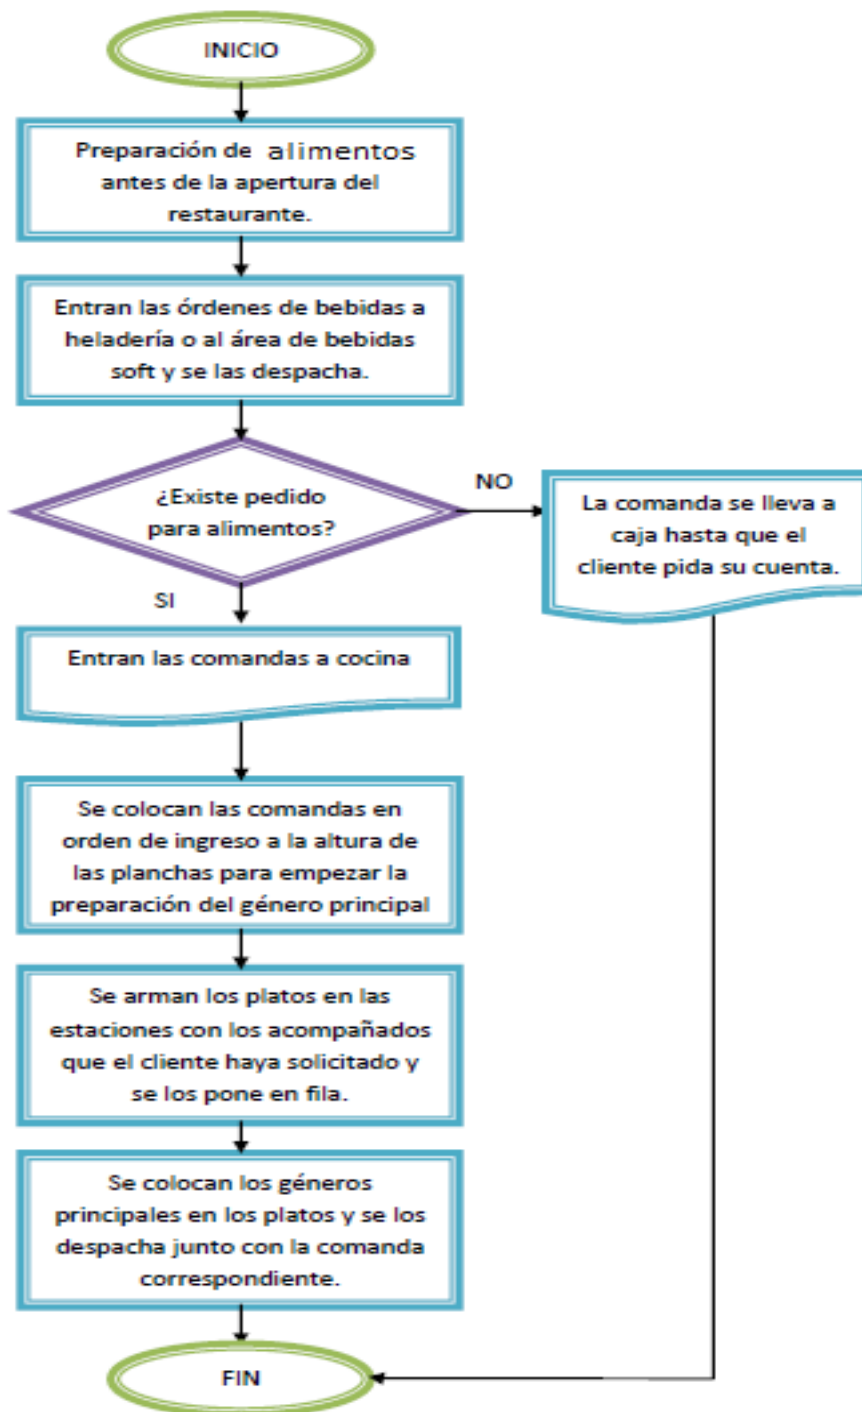 INICIO
Preparación de alimentos
antes de la apertura del
restaurante.
Entran las órdenes de bebidas a
heladería o al área de bebidas
soft y se las despacha.
¿Existe pedido
para alimentos?
NO
La comanda se lleva a
caja hasta que el
cliente pida su cuenta.
SI
Entran las comandas a cocina
Se colocan las comandas en
orden de ingreso a la altura de
las planchas para empezar la
preparación del género principal
Se arman los platos en las
estaciones con los acompañados
que el cliente haya solicitado y
se los pone en fila.
Se colocan los géneros
principales en los platos y se los
despacha junto con la comanda
correspondiente.
FIN